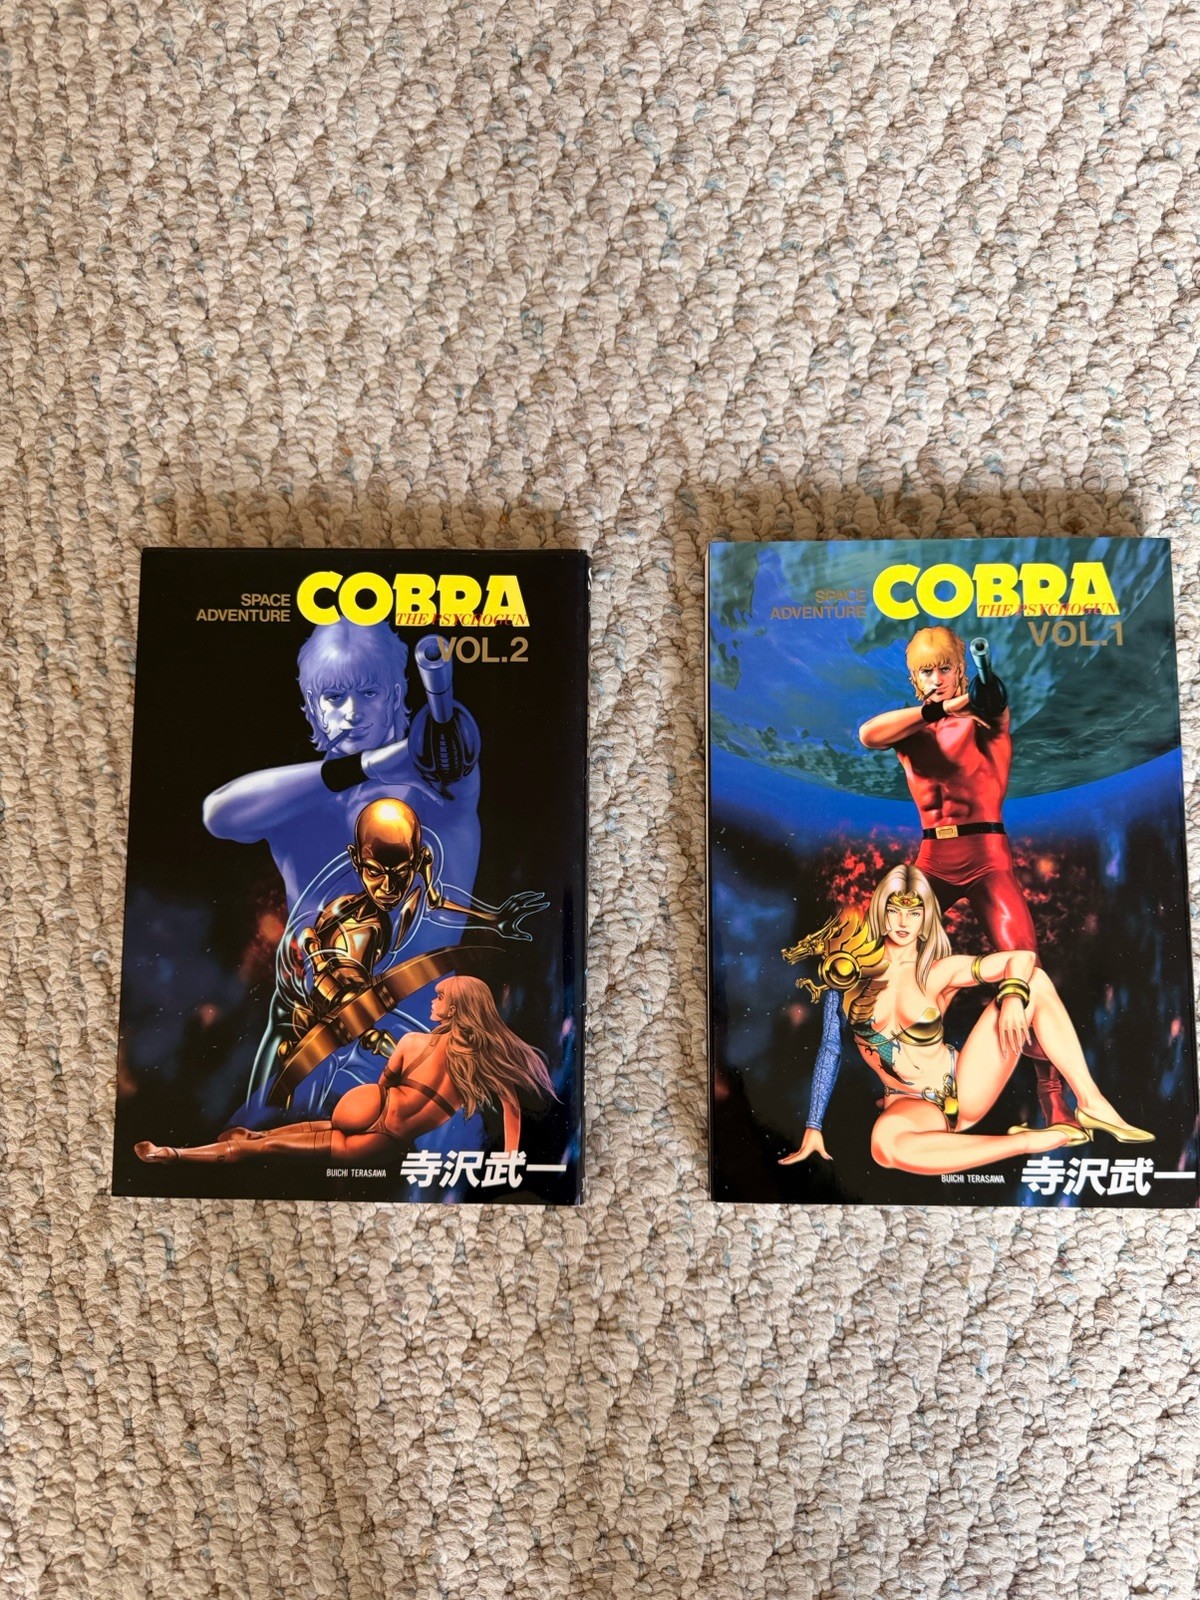 SPACE
ADVENTURE
COBRA
THE PSYCHOGUN
VOL.2
BUICHI TERASAWA
寺沢武一
SPACE
ADVENTURE
COBRA
THE PSYCHOGUN
VOL.1
BUICHI TERASAWA
寺沢武一